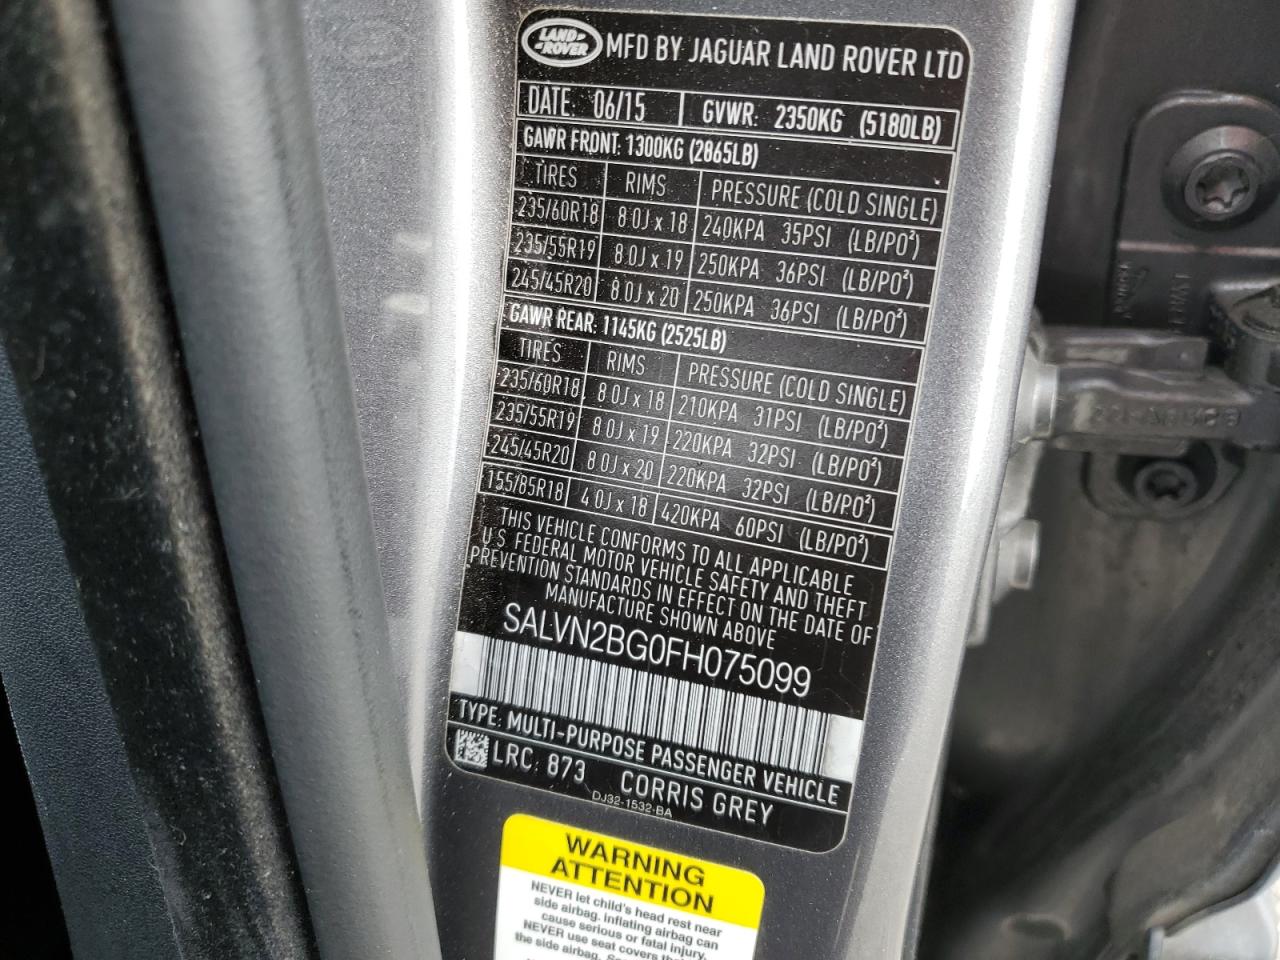 LAND ROVER MFD BY JAGUAR LAND ROVER LTD
DATE: 06/15 GVWR: 2350KG (5180LB)
GAWR FRONT: 1300KG (2865LB)
TIRES RIMS PRESSURE (COLD SINGLE)
235/60R18 8.0J x 18 240KPA 35PSI (LB/PO²)
235/55R19 8.0J x 19 250KPA 36PSI (LB/PO²)
245/45R20 8.0J x 20 250KPA 36PSI (LB/PO²)
GAWR REAR: 1145KG (2525LB)
TIRES RIMS PRESSURE (COLD SINGLE)
235/60R18 8.0J x 18 210KPA 31PSI (LB/PO²)
235/55R19 8.0J x 19 220KPA 32PSI (LB/PO²)
245/45R20 8.0J x 20 220KPA 32PSI (LB/PO²)
155/85R18 4.0J x 18 420KPA 60PSI (LB/PO²)
THIS VEHICLE CONFORMS TO ALL APPLICABLE
U.S. FEDERAL MOTOR VEHICLE SAFETY AND THEFT
PREVENTION STANDARDS IN EFFECT ON THE DATE OF
MANUFACTURE SHOWN ABOVE
SALVN2BG0FH075099
TYPE: MULTI-PURPOSE PASSENGER VEHICLE
LRC: 873 CORRIS GREY
DJ32-1532-BA
WARNING
ATTENTION
NEVER let child's head rest near
side airbag. inflating airbag can
cause serious or fatal injury.
NEVER use seat covers that
the side airbag.